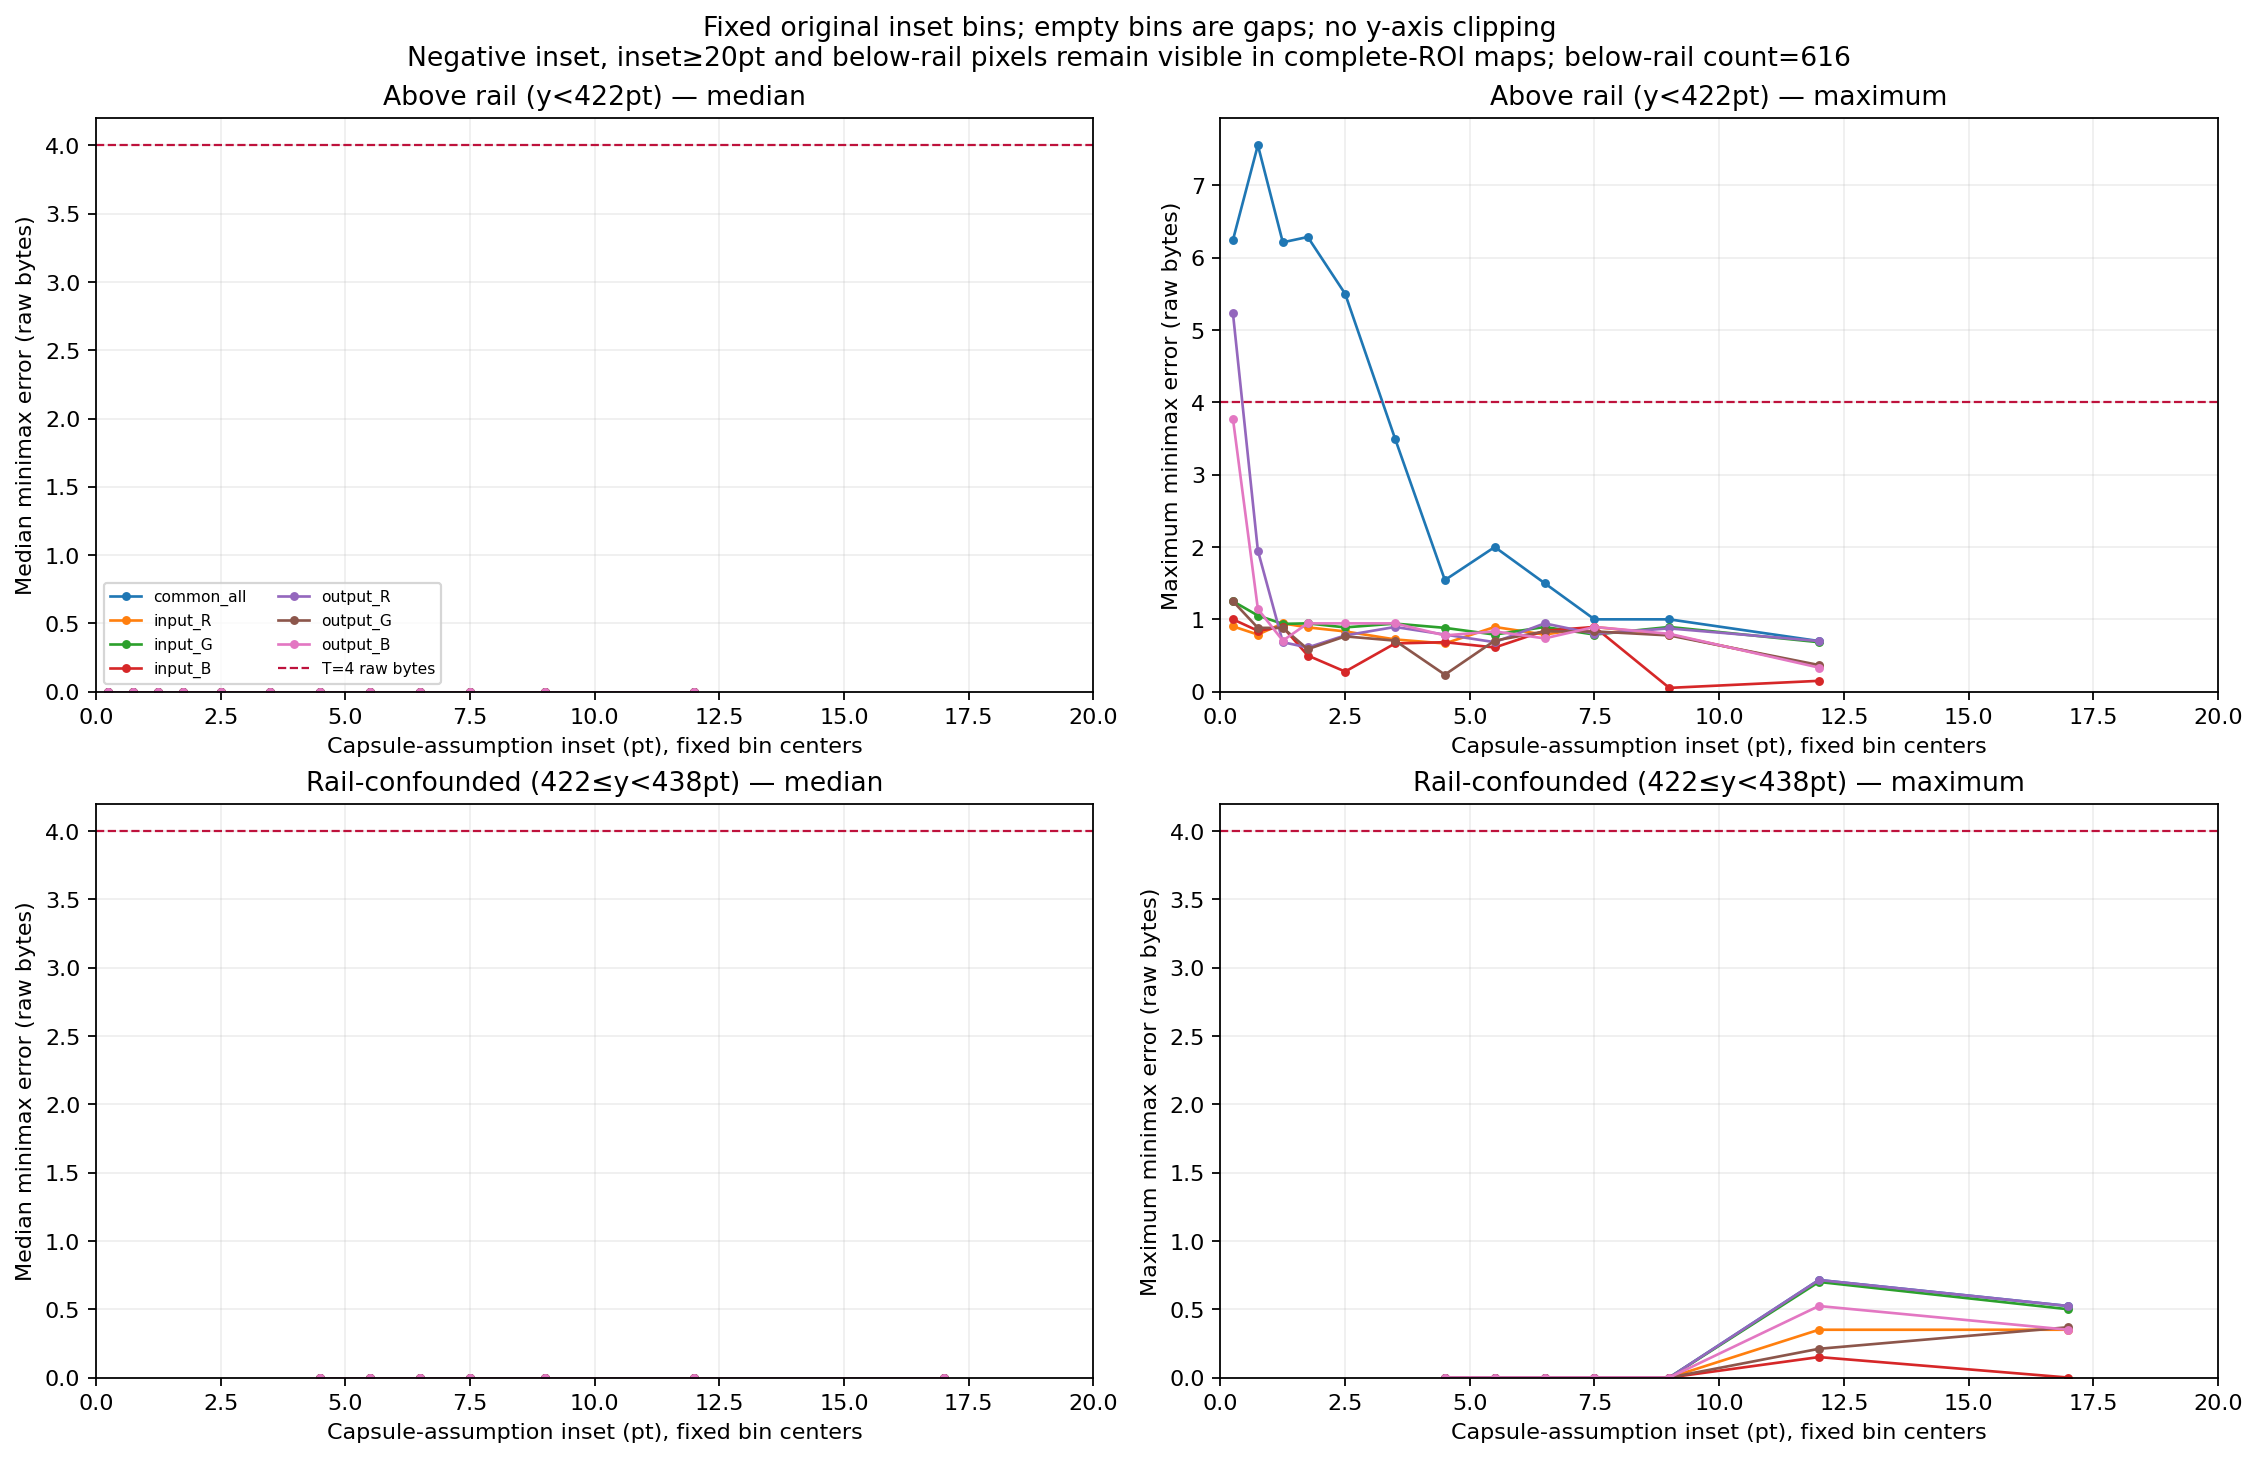 Fixed original inset bins; empty bins are gaps; no y-axis clipping
Negative inset, inset≥20pt and below-rail pixels remain visible in complete-ROI maps; below-rail count=616
Above rail (y<422pt) — median
Median minimax error (raw bytes)
4.0
3.5
3.0
2.5
2.0
1.5
1.0
0.5
0.0
common_all
input_R
input_G
input_B
output_R
output_G
output_B
T=4 raw bytes
0.0 2.5 5.0 7.5 10.0 12.5 15.0 17.5 20.0
Capsule-assumption inset (pt), fixed bin centers
Above rail (y<422pt) — maximum
Maximum minimax error (raw bytes)
7
6
5
4
3
2
1
0
0.0 2.5 5.0 7.5 10.0 12.5 15.0 17.5 20.0
Capsule-assumption inset (pt), fixed bin centers
Rail-confounded (422≤y<438pt) — median
Median minimax error (raw bytes)
4.0
3.5
3.0
2.5
2.0
1.5
1.0
0.5
0.0
0.0 2.5 5.0 7.5 10.0 12.5 15.0 17.5 20.0
Capsule-assumption inset (pt), fixed bin centers
Rail-confounded (422≤y<438pt) — maximum
Maximum minimax error (raw bytes)
4.0
3.5
3.0
2.5
2.0
1.5
1.0
0.5
0.0
0.0 2.5 5.0 7.5 10.0 12.5 15.0 17.5 20.0
Capsule-assumption inset (pt), fixed bin centers